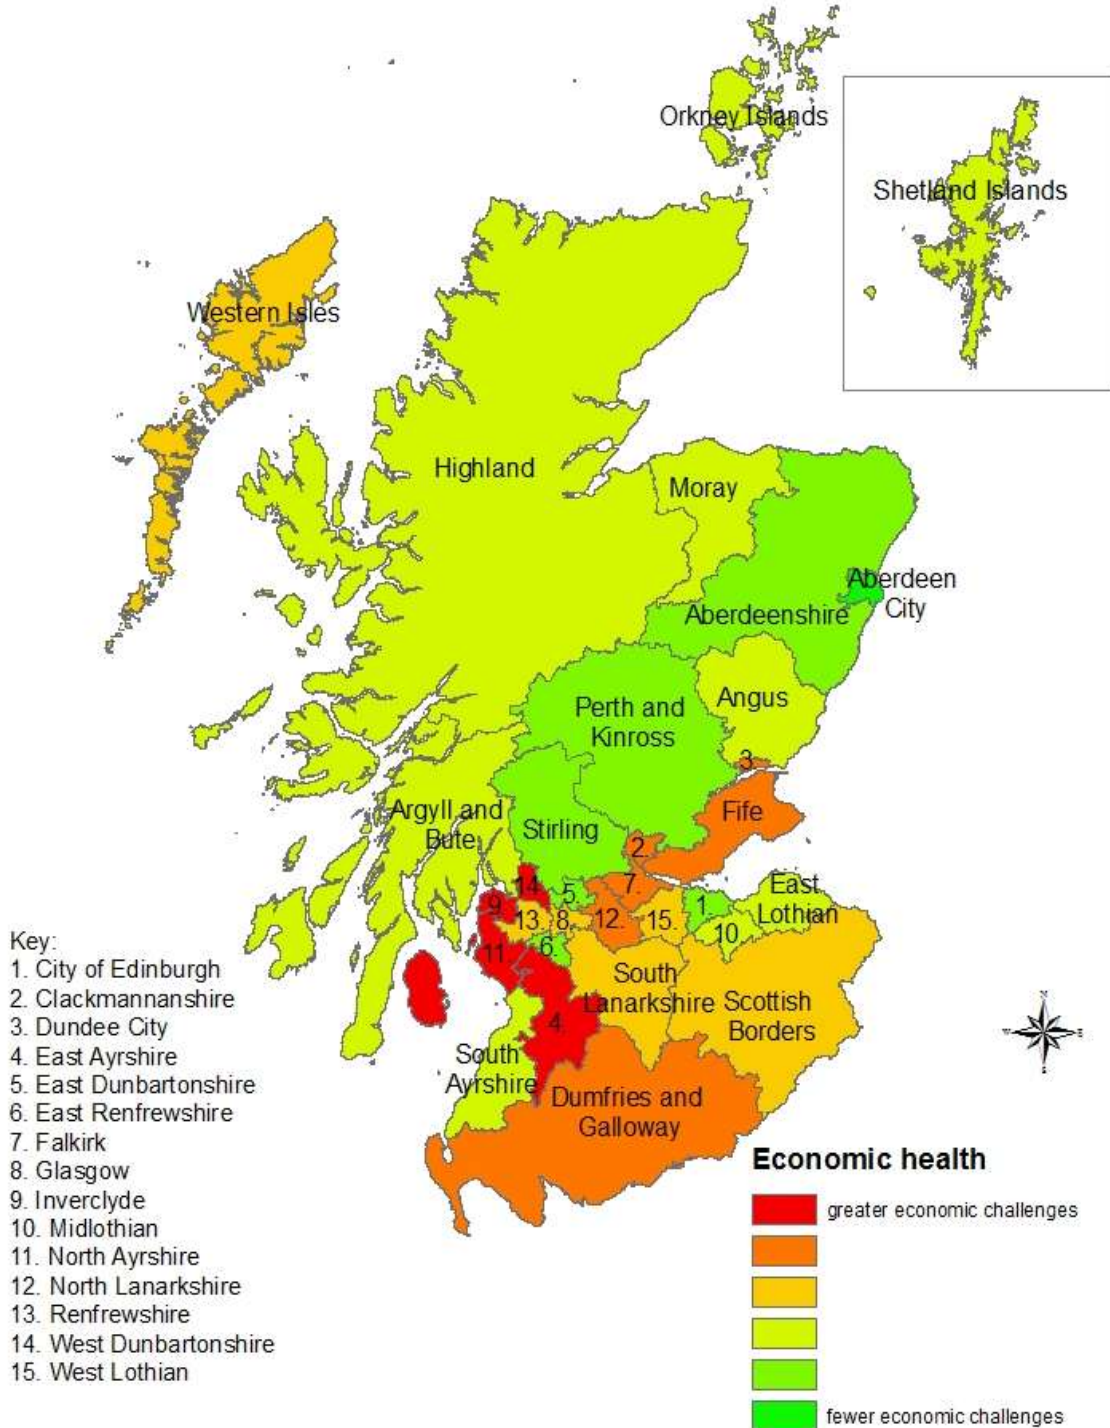 Orkney Islands
Shetland Islands
Western Isles
Highland
Moray
Aberdeen
City
Aberdeenshire
Angus
Perth and
Kinross
3.
Fife
Argyll and
Bute
Stirling
2.
14.
5.
7.
East
Lothian
9.
13.
8.
12.
15.
1.
10.
11.
6.
South
Lanarkshire
Scottish
Borders
4.
South
Ayrshire
Dumfries and
Galloway
Key:
1. City of Edinburgh
2. Clackmannanshire
3. Dundee City
4. East Ayrshire
5. East Dunbartonshire
6. East Renfrewshire
7. Falkirk
8. Glasgow
9. Inverclyde
10. Midlothian
11. North Ayrshire
12. North Lanarkshire
13. Renfrewshire
14. West Dunbartonshire
15. West Lothian
Economic health
greater economic challenges
fewer economic challenges